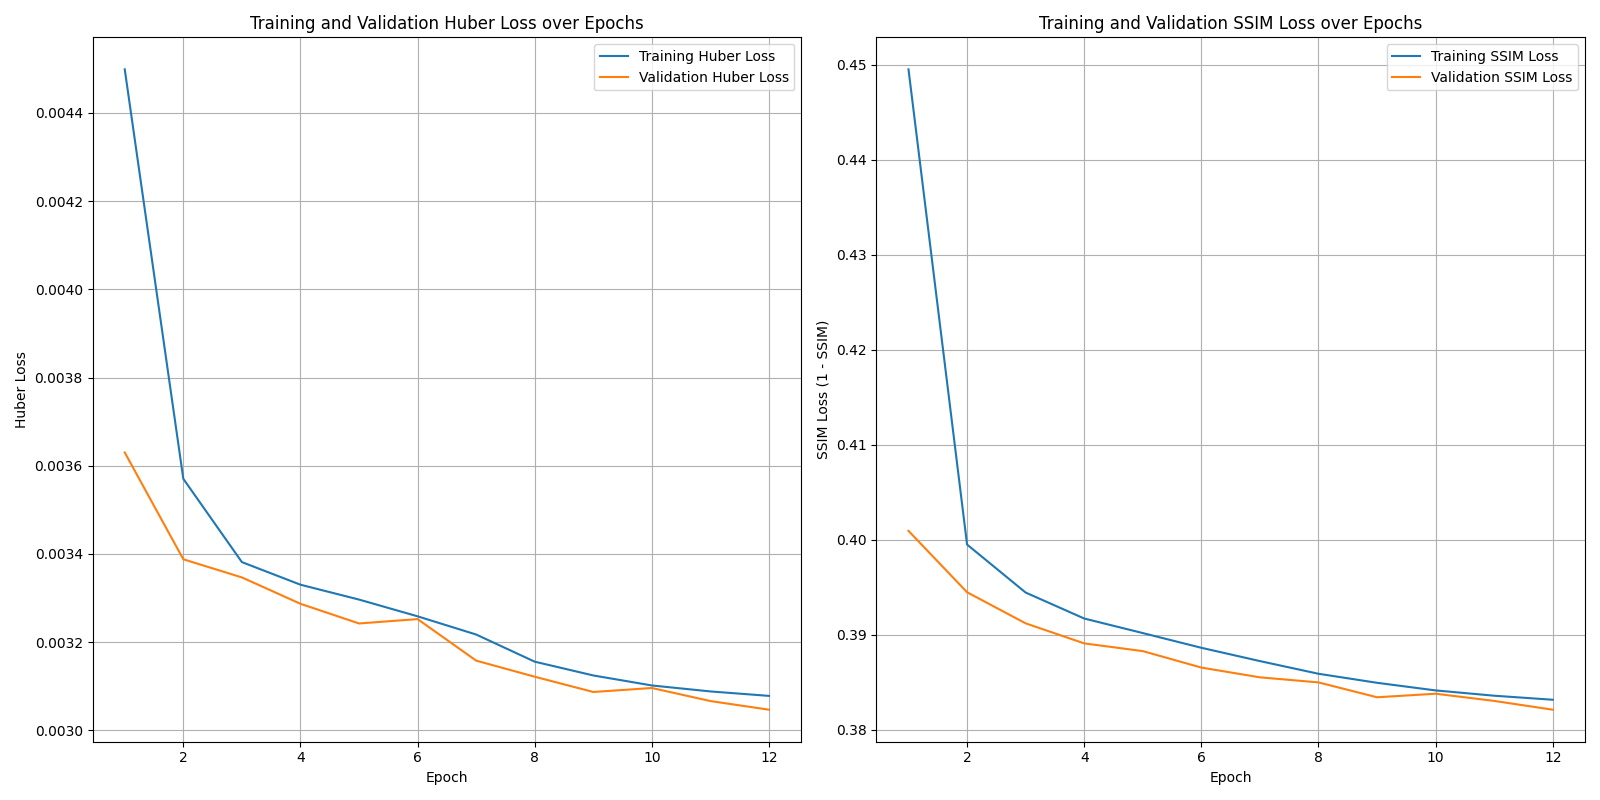 Training and Validation Huber Loss over Epochs
Training Huber Loss
Validation Huber Loss
0.0044
0.0042
0.0040
0.0038
0.0036
0.0034
0.0032
0.0030
Huber Loss
2 4 6 8 10 12
Epoch
Training and Validation SSIM Loss over Epochs
Training SSIM Loss
Validation SSIM Loss
0.45
0.44
0.43
0.42
0.41
0.40
0.39
0.38
SSIM Loss (1 - SSIM)
2 4 6 8 10 12
Epoch